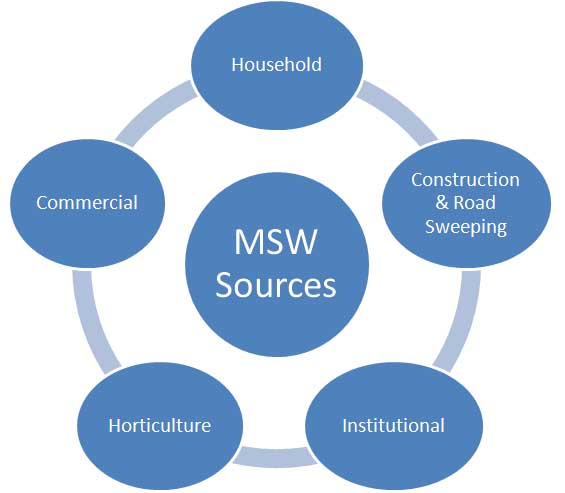 Household
Construction
& Road
Sweeping
Commercial
MSW
Sources
Horticulture
Institutional